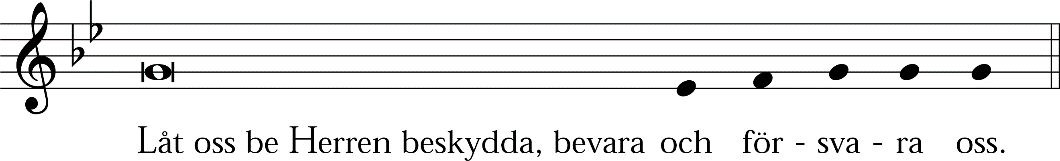 Låt oss be Herren beskydda, bevara och för - sva - ra oss.